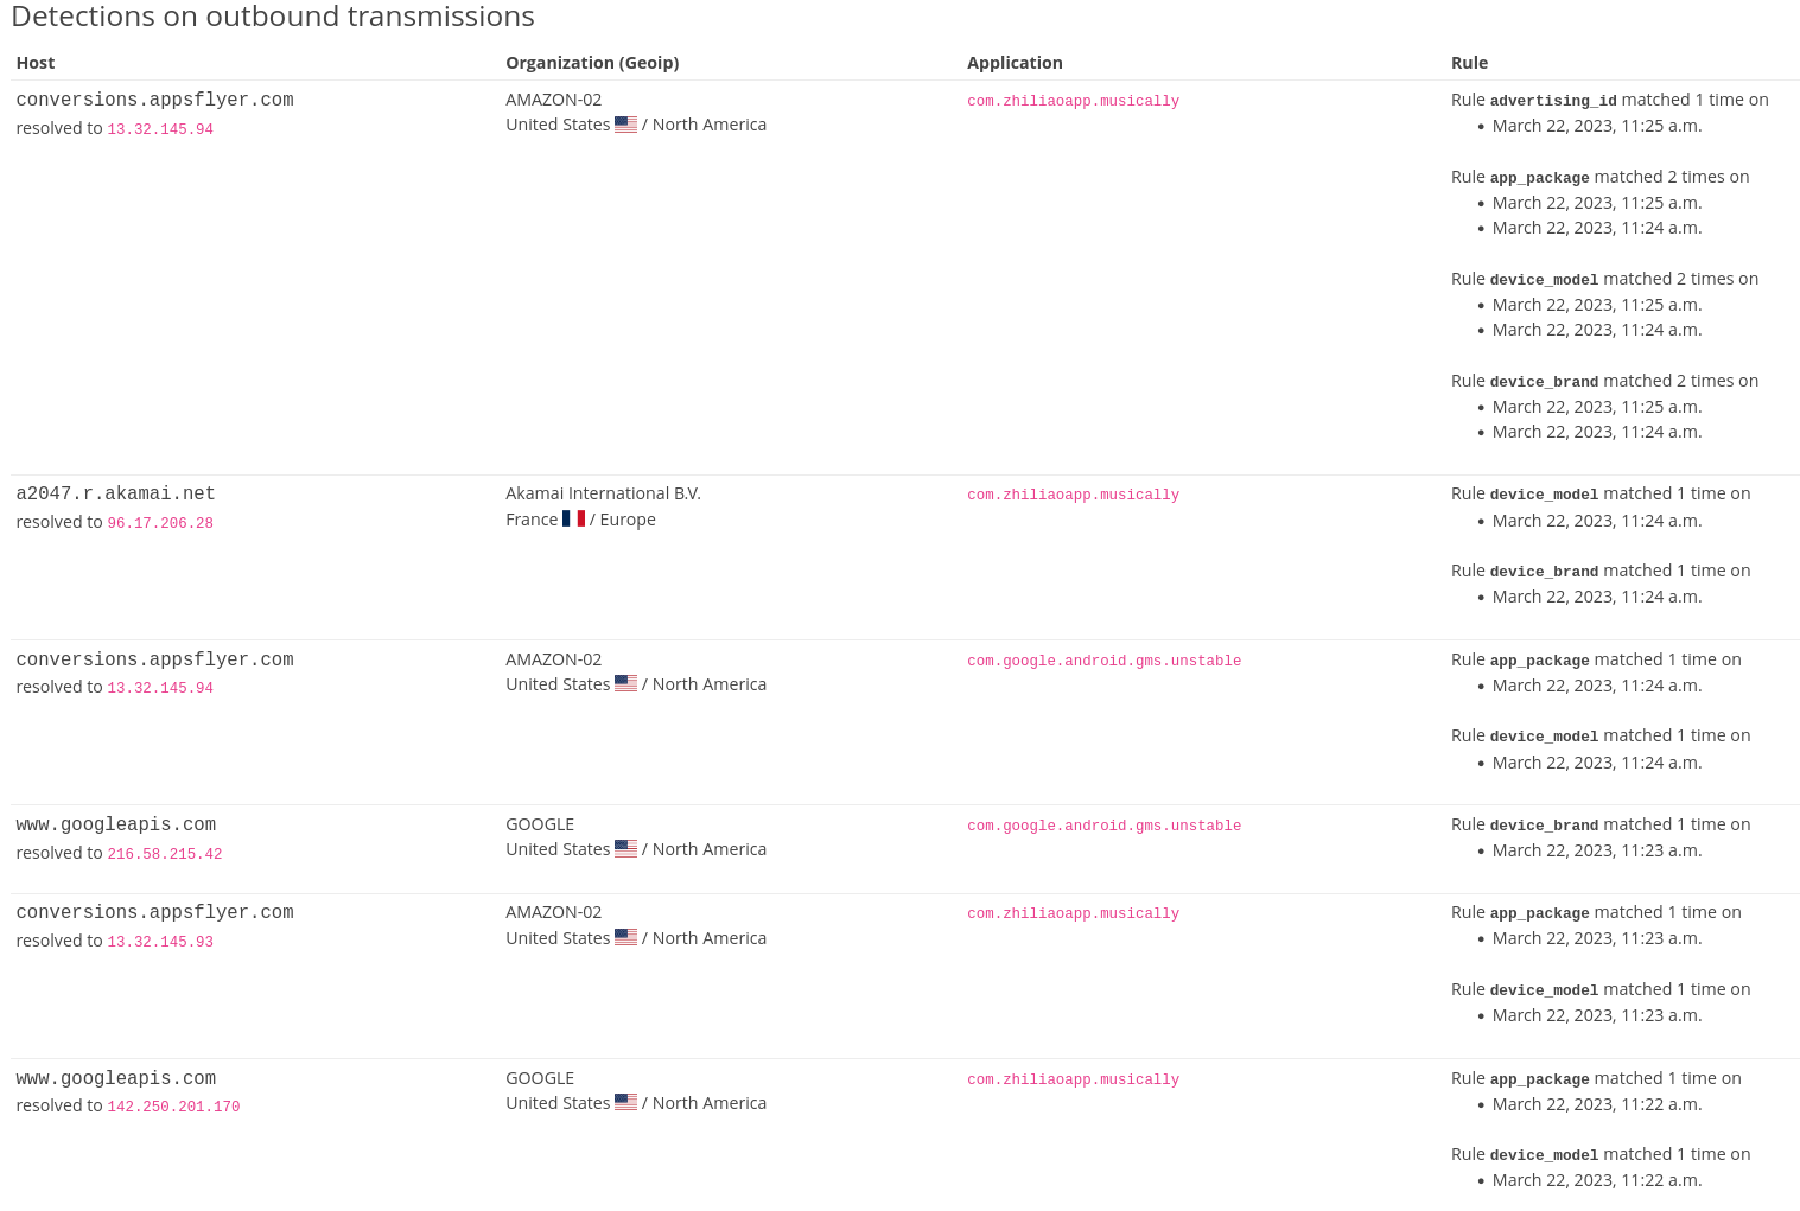 Detections on outbound transmissions
Host Organization (Geoip) Application Rule
conversions.appsflyer.com
resolved to 13.32.145.94
AMAZON-02
United States / North America
com.zhiliaoapp.musically
Rule advertising_id matched 1 time on
• March 22, 2023, 11:25 a.m.
Rule app_package matched 2 times on
• March 22, 2023, 11:25 a.m.
• March 22, 2023, 11:24 a.m.
Rule device_model matched 2 times on
• March 22, 2023, 11:25 a.m.
• March 22, 2023, 11:24 a.m.
Rule device_brand matched 2 times on
• March 22, 2023, 11:25 a.m.
• March 22, 2023, 11:24 a.m.
a2047.r.akamai.net
resolved to 96.17.206.28
Akamai International B.V.
France / Europe
com.zhiliaoapp.musically
Rule device_model matched 1 time on
• March 22, 2023, 11:24 a.m.
Rule device_brand matched 1 time on
• March 22, 2023, 11:24 a.m.
conversions.appsflyer.com
resolved to 13.32.145.94
AMAZON-02
United States / North America
com.google.android.gms.unstable
Rule app_package matched 1 time on
• March 22, 2023, 11:24 a.m.
Rule device_model matched 1 time on
• March 22, 2023, 11:24 a.m.
www.googleapis.com
resolved to 216.58.215.42
GOOGLE
United States / North America
com.google.android.gms.unstable
Rule device_brand matched 1 time on
• March 22, 2023, 11:23 a.m.
conversions.appsflyer.com
resolved to 13.32.145.93
AMAZON-02
United States / North America
com.zhiliaoapp.musically
Rule app_package matched 1 time on
• March 22, 2023, 11:23 a.m.
Rule device_model matched 1 time on
• March 22, 2023, 11:23 a.m.
www.googleapis.com
resolved to 142.250.201.170
GOOGLE
United States / North America
com.zhiliaoapp.musically
Rule app_package matched 1 time on
• March 22, 2023, 11:22 a.m.
Rule device_model matched 1 time on
• March 22, 2023, 11:22 a.m.